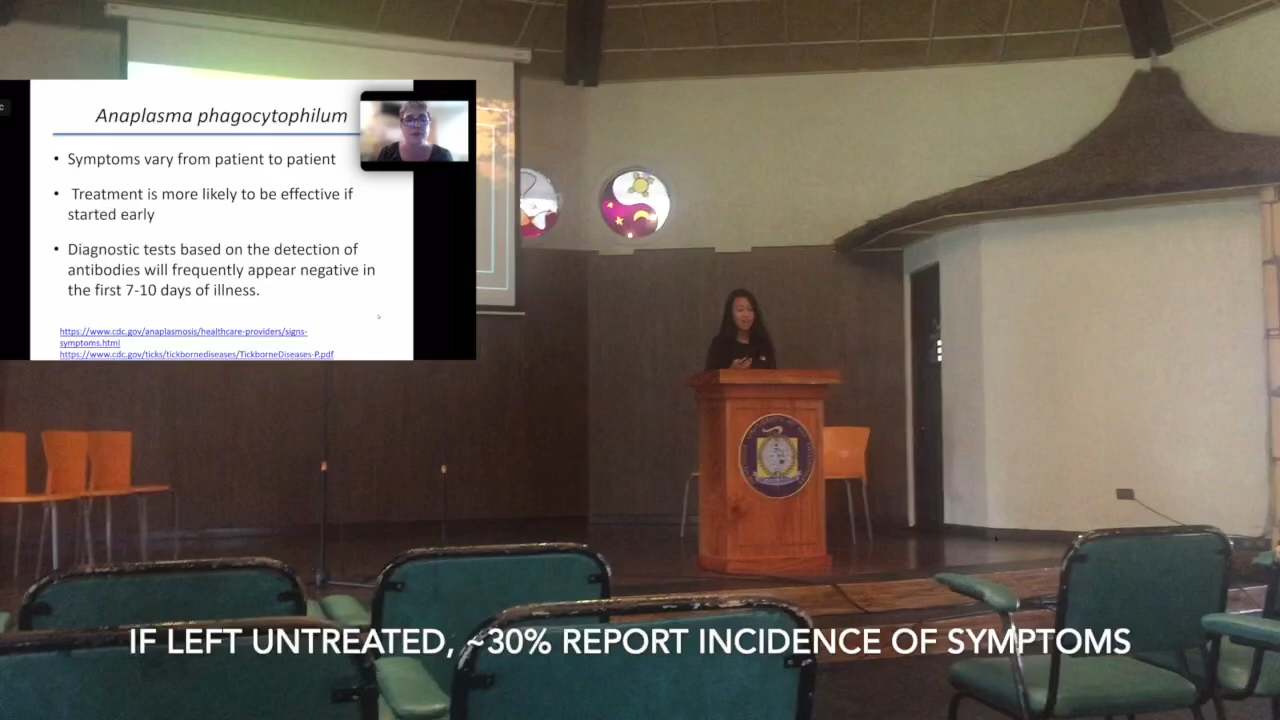 Anaplasma phagocytophilum
• Symptoms vary from patient to patient
• Treatment is more likely to be effective if
started early
• Diagnostic tests based on the detection of
antibodies will frequently appear negative in
the first 7-10 days of illness.
https://www.cdc.gov/anaplasmosis/healthcare-providers/signs-
symptoms.html
https://www.cdc.gov/ticks/tickbornediseases/TickborneDiseases-P.pdf
IF LEFT UNTREATED, ~30% REPORT INCIDENCE OF SYMPTOMS